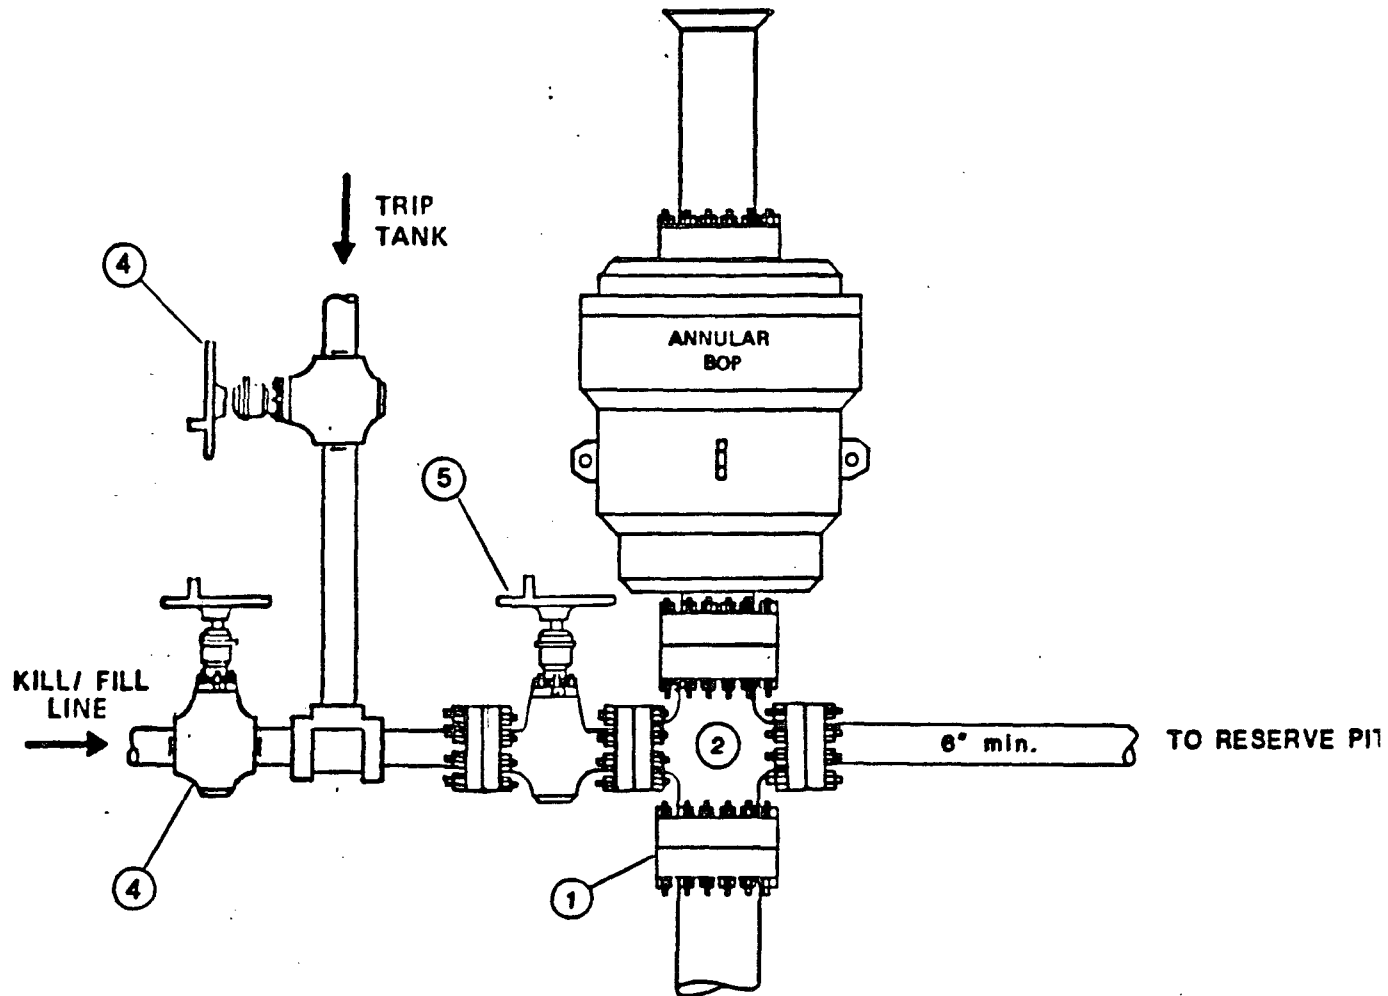 TRIP
TANK
4
ANNULAR
BOP
5
KILL/ FILL
LINE
2
6" min.
TO RESERVE PIT
4
1